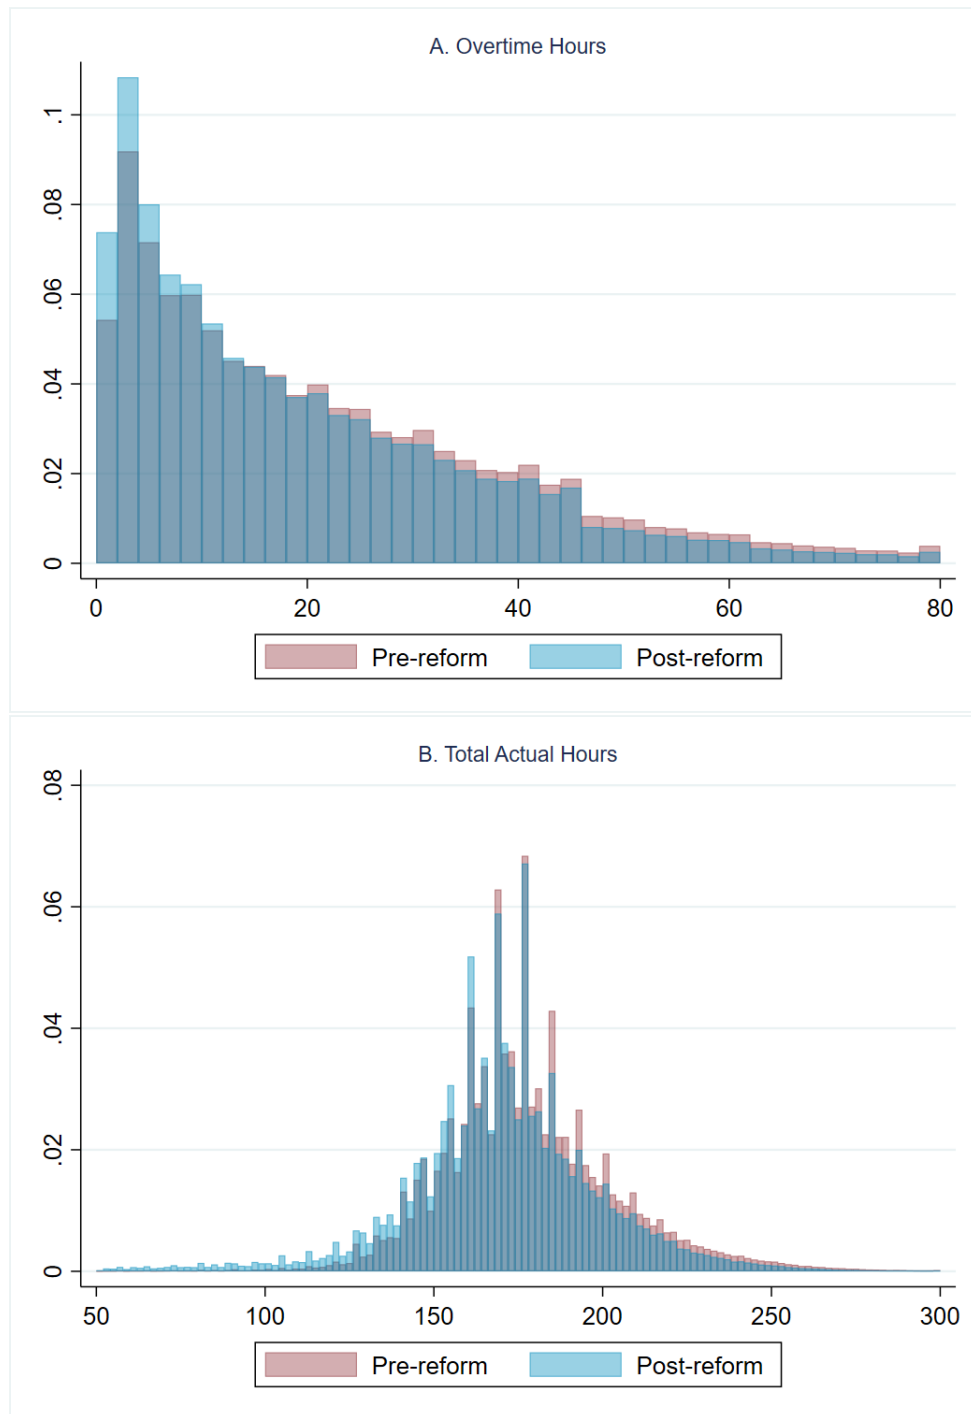 A. Overtime Hours
.1
.08
.06
.04
.02
0
0 20 40 60 80
Pre-reform Post-reform
B. Total Actual Hours
.08
.06
.04
.02
0
50 100 150 200 250 300
Pre-reform Post-reform